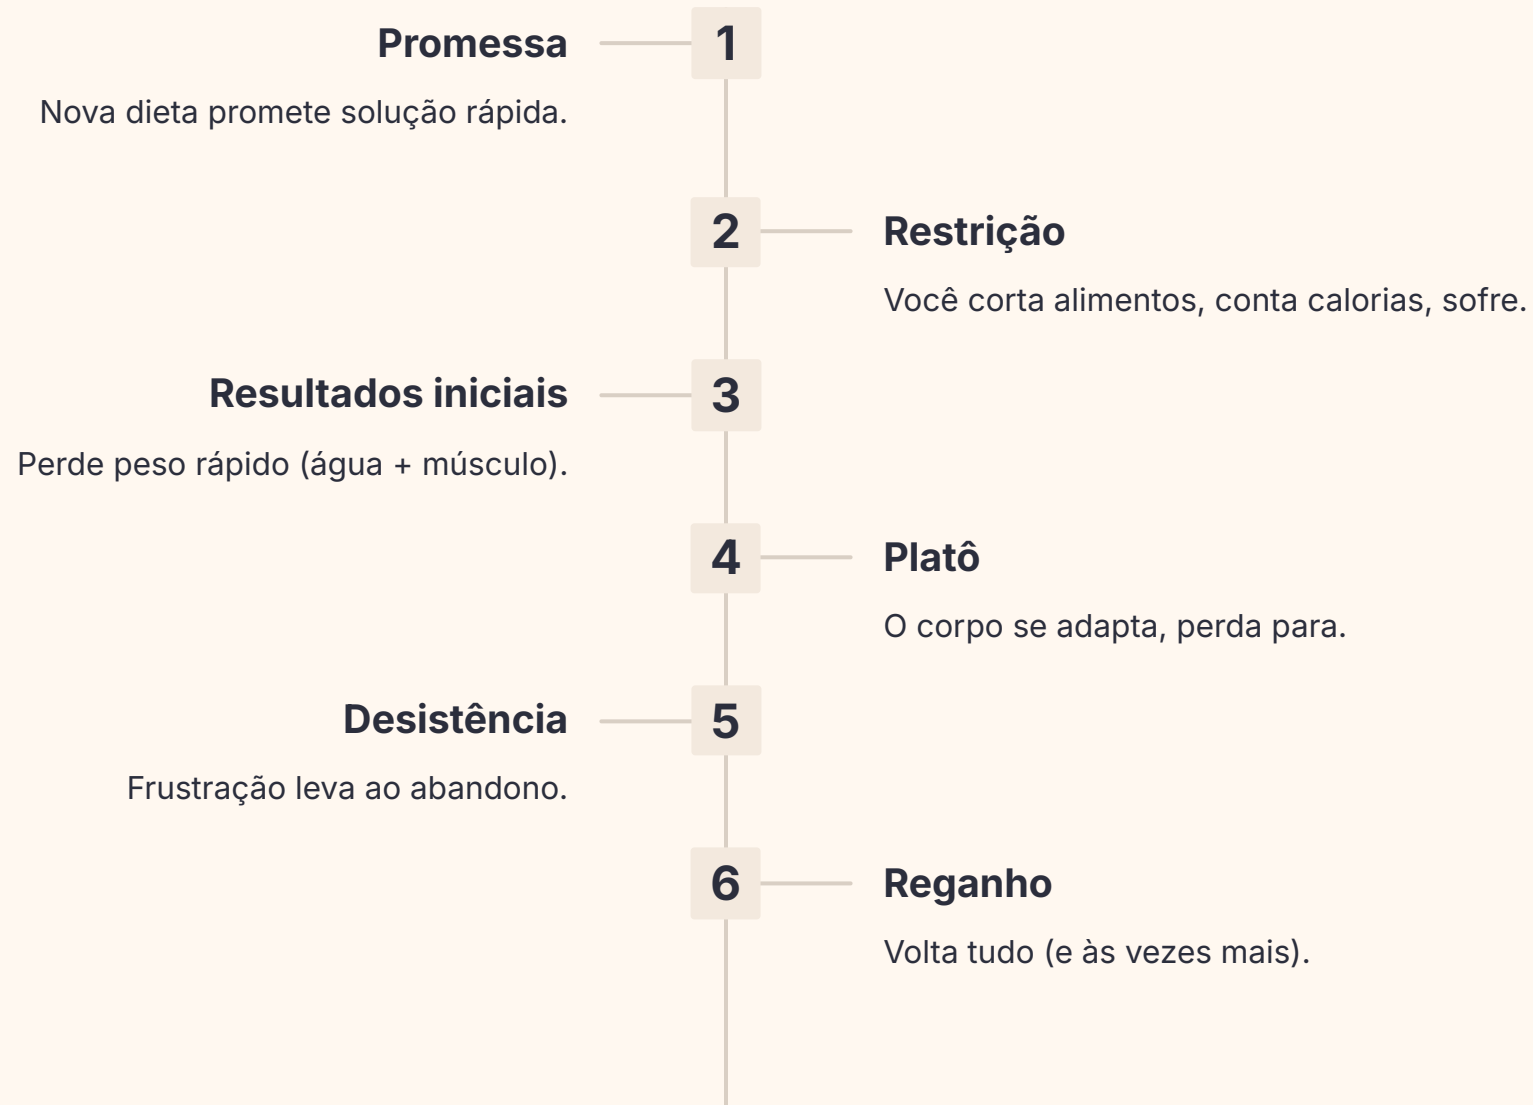 Promessa
1
Nova dieta promete solução rápida.
2
Restrição
Você corta alimentos, conta calorias, sofre.
Resultados iniciais
3
Perde peso rápido (água + músculo).
4
Platô
O corpo se adapta, perda para.
Desistência
5
Frustração leva ao abandono.
6
Reganho
Volta tudo (e às vezes mais).